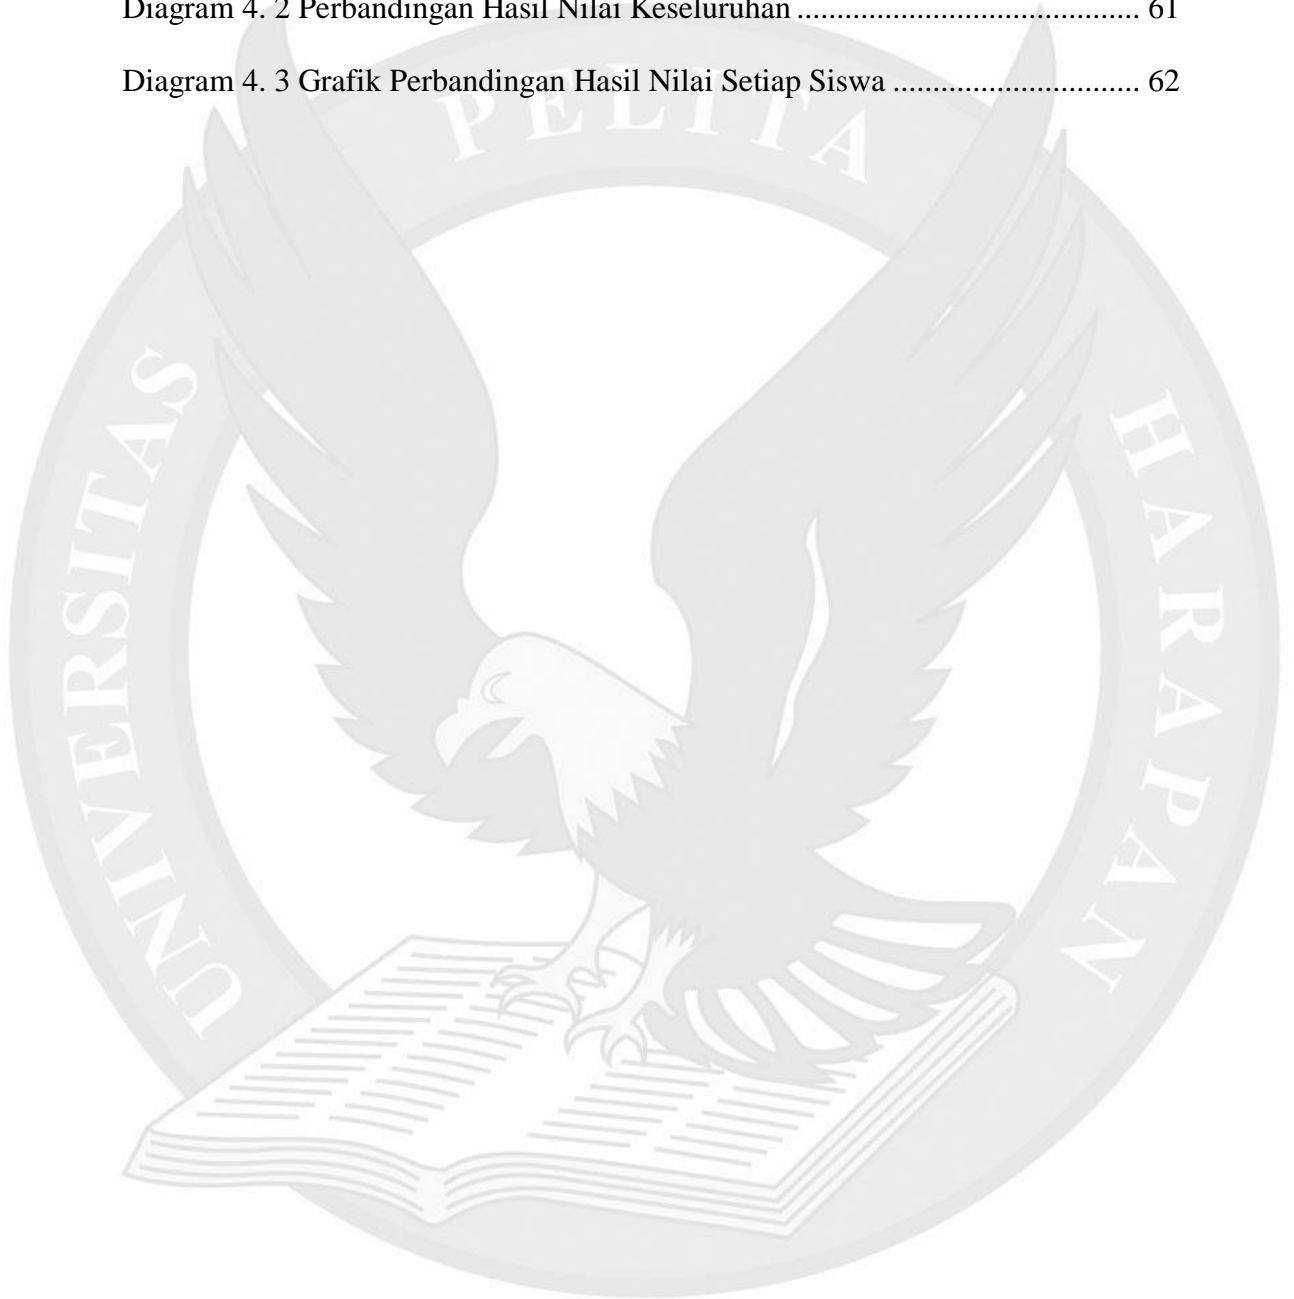 Diagram 4. 2 Perbandingan Hasil Nilai Keseluruhan ........................................... 61
Diagram 4. 3 Grafik Perbandingan Hasil Nilai Setiap Siswa ............................... 62
UNIVERSITAS PELITA HARAPAN